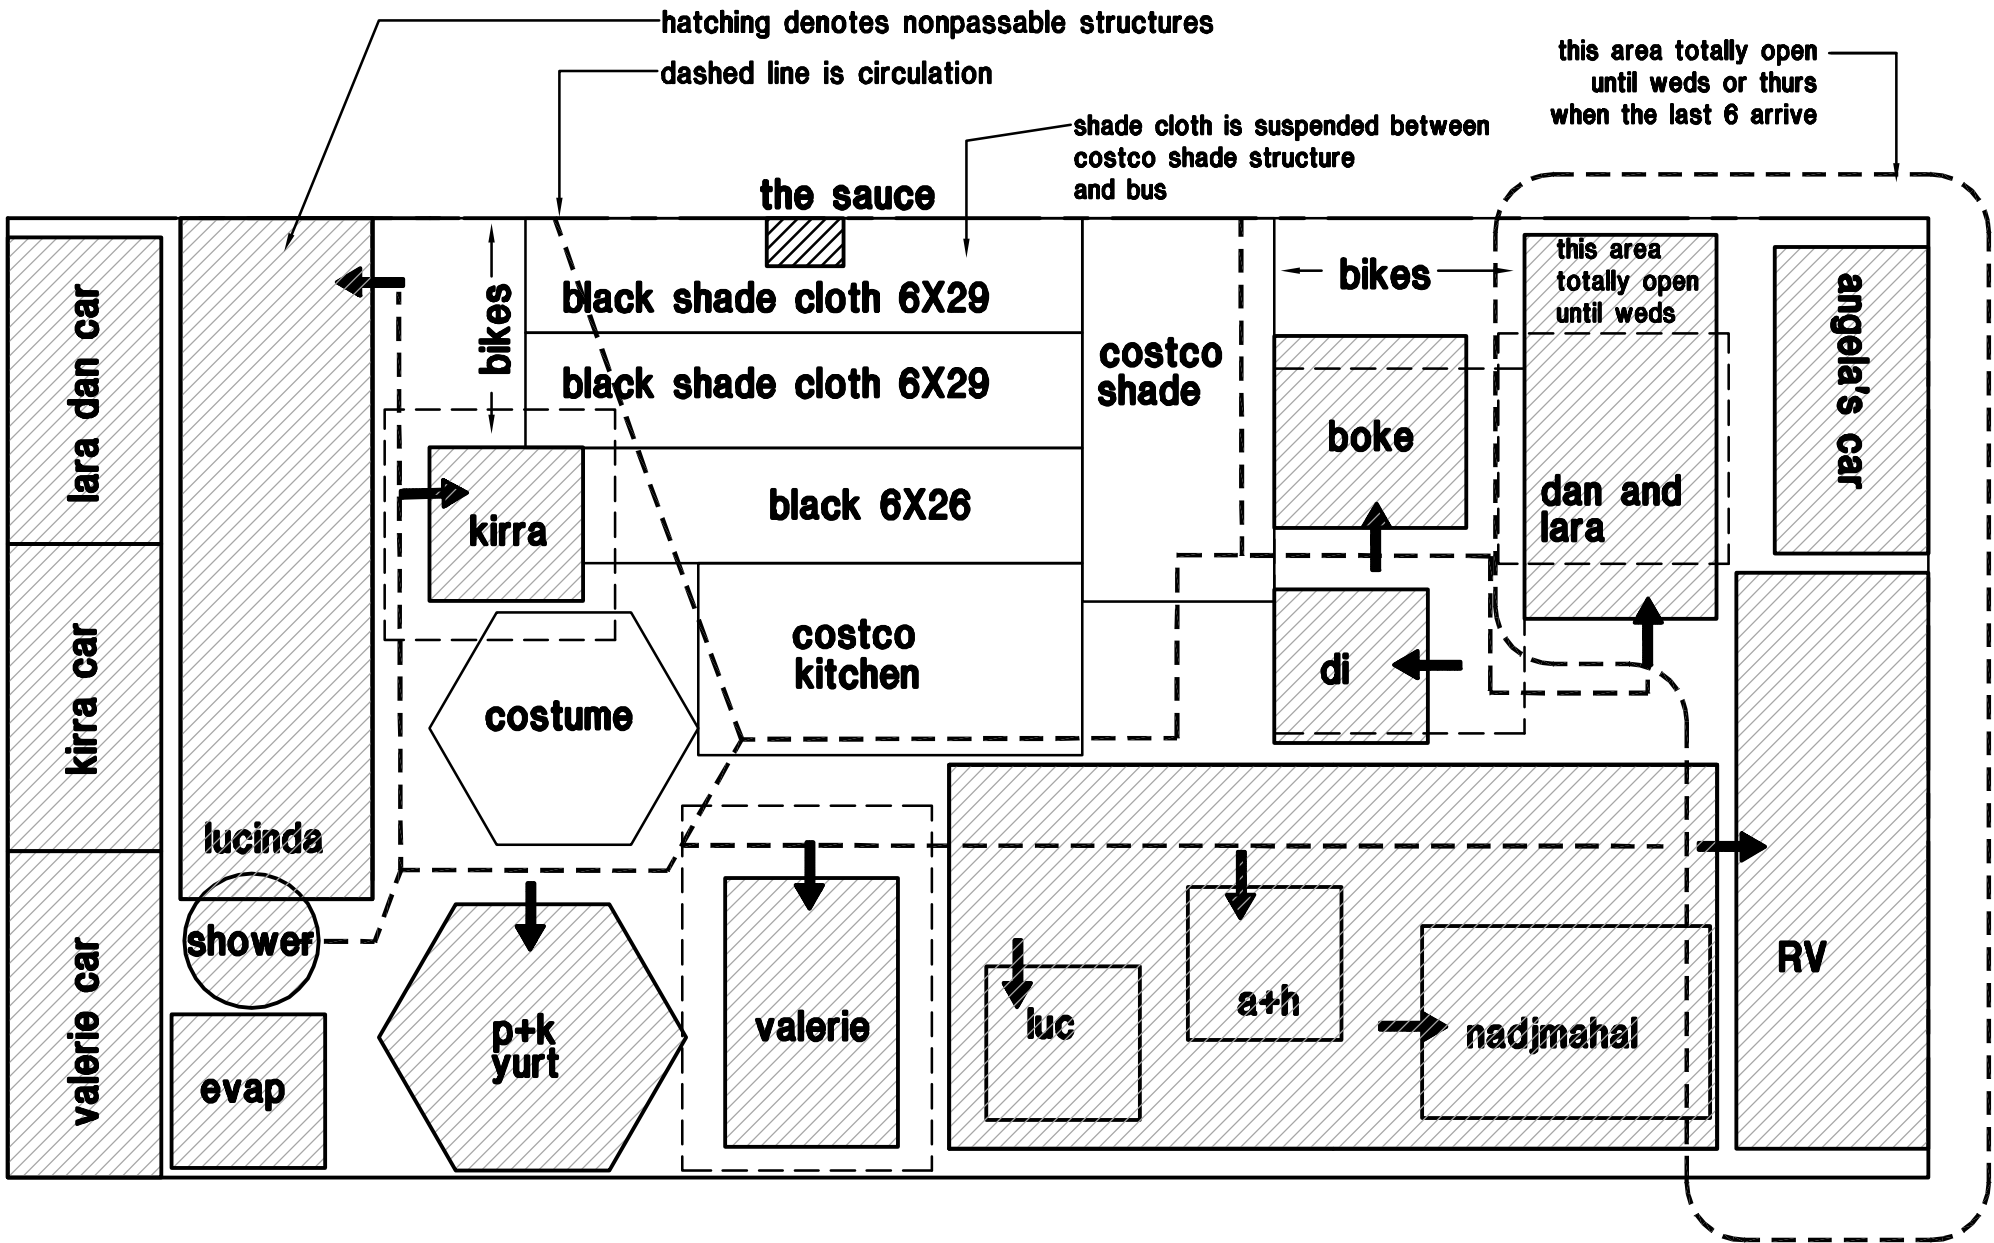 hatching denotes nonpassable structures
dashed line is circulation
this area totally open
until weds or thurs
when the last 6 arrive
shade cloth is suspended between
costco shade structure
and bus
the sauce
lara dan car
kirra car
valerie car
lucinda
shower
evap
bikes
black shade cloth 6X29
black shade cloth 6X29
black 6X26
kirra
costume
costco
kitchen
costco
shade
bikes
boke
di
this area
totally open
until weds
dan and
lara
angela's car
RV
p+k
yurt
valerie
luc
a+h
nadjmahal